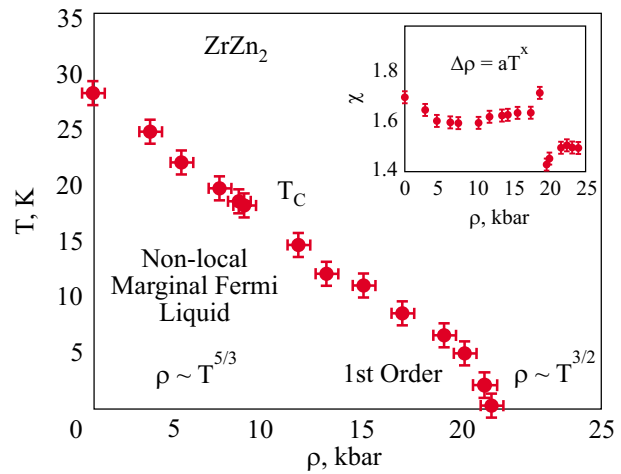 35
30
25
20
15
10
5
0
T, K
ZrZn₂
T_C
Non-local
Marginal Fermi
Liquid
ρ ~ T^5/3
1st Order
ρ ~ T^3/2
0 5 10 15 20 25
ρ, kbar
Δρ = aT^x
1.8
1.6
1.4
χ
0 5 10 15 20 25
ρ, kbar